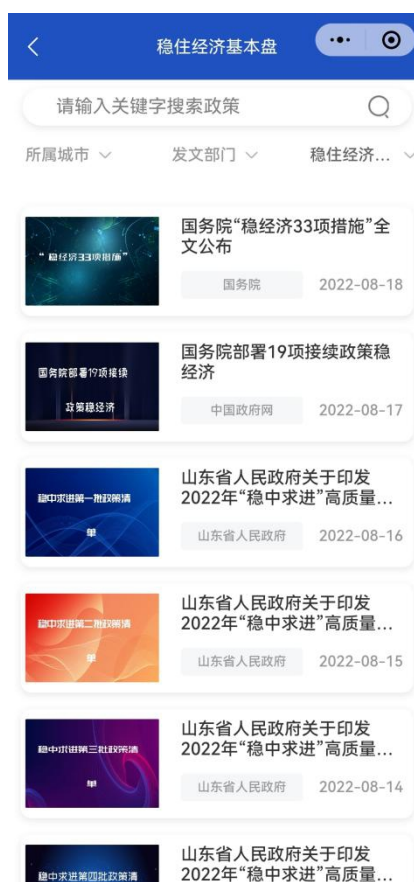 稳住经济基本盘
请输入关键字搜索政策
所属城市
发文部门
稳住经济...
“稳经济33项措施”
国务院“稳经济33项措施”全
文公布
国务院
2022-08-18
国务院部署19项接续
政策稳经济
国务院部署19项接续政策稳
经济
中国政府网
2022-08-17
稳中求进第一批政策清
单
山东省人民政府关于印发
2022年“稳中求进”高质量...
山东省人民政府
2022-08-16
稳中求进第二批政策清
单
山东省人民政府关于印发
2022年“稳中求进”高质量...
山东省人民政府
2022-08-15
稳中求进第三批政策清
单
山东省人民政府关于印发
2022年“稳中求进”高质量...
山东省人民政府
2022-08-14
稳中求进第四批政策清
山东省人民政府关于印发
2022年“稳中求进”高质量...